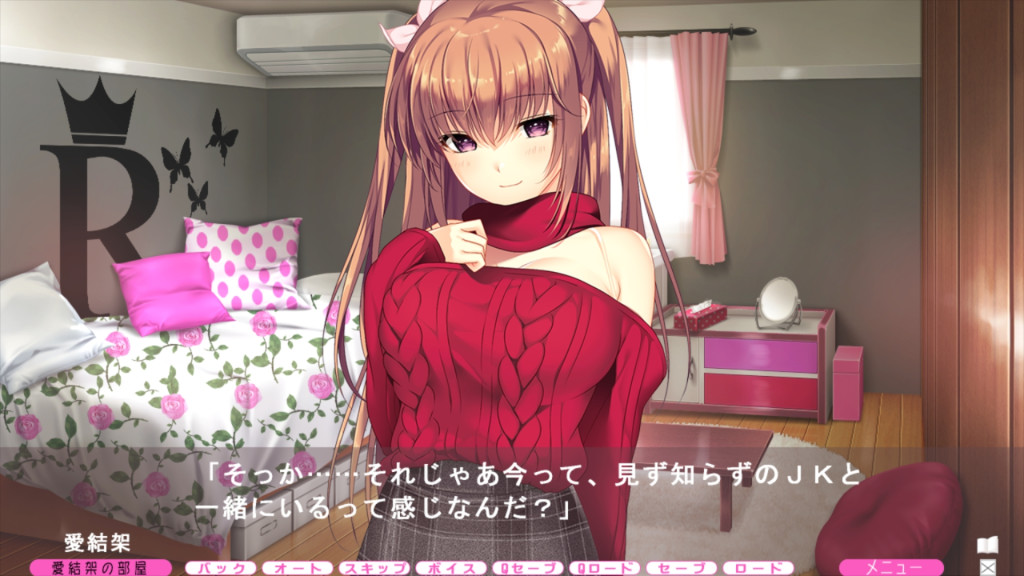 R
「そっか……それじゃあ今って、見ず知らずのＪＫと
一緒にいるって感じなんだ？」
愛結架
愛結架の部屋 バック オート スキップ ボイス Qセーブ Qロード セーブ ロード メニュー